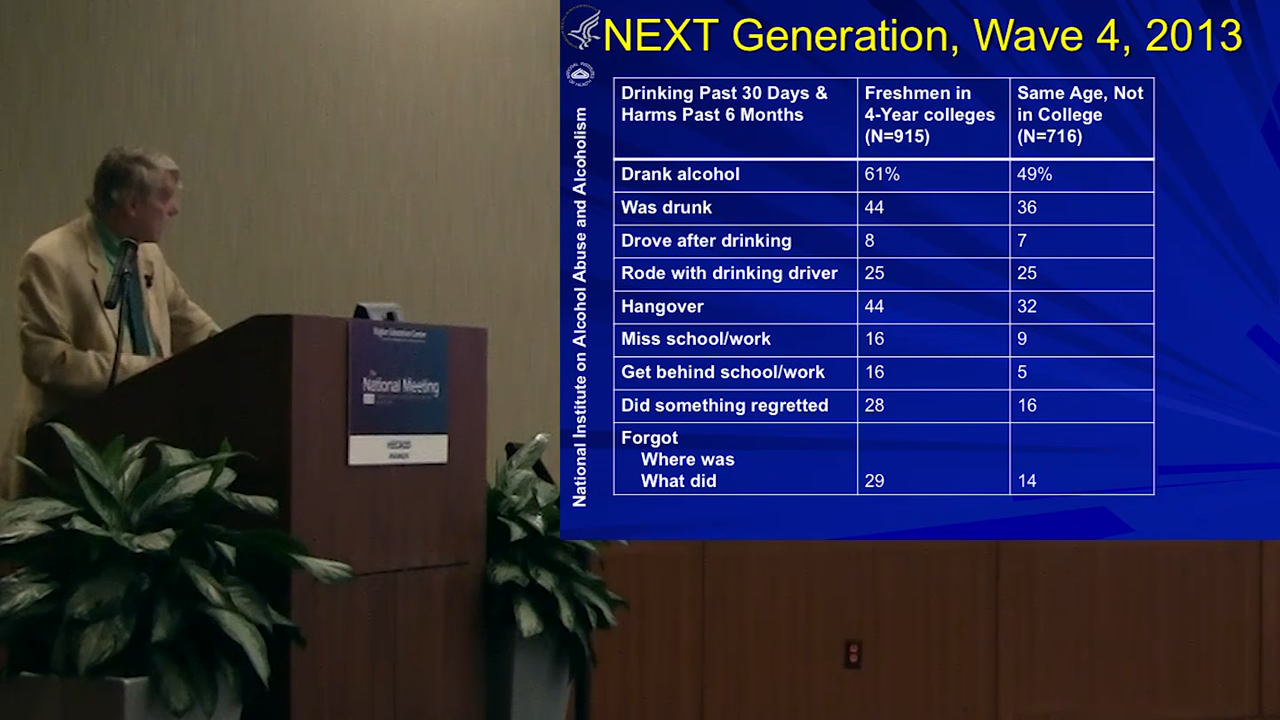 NEXT Generation, Wave 4, 2013
National Institute on Alcohol Abuse and Alcoholism
Drinking Past 30 Days &
Harms Past 6 Months
Freshmen in
4-Year colleges
(N=915)
Same Age, Not
in College
(N=716)
Drank alcohol 61% 49%
Was drunk 44 36
Drove after drinking 8 7
Rode with drinking driver 25 25
Hangover 44 32
Miss school/work 16 9
Get behind school/work 16 5
Did something regretted 28 16
Forgot
Where was
What did 29 14
Higher Education Center
The
National Meeting